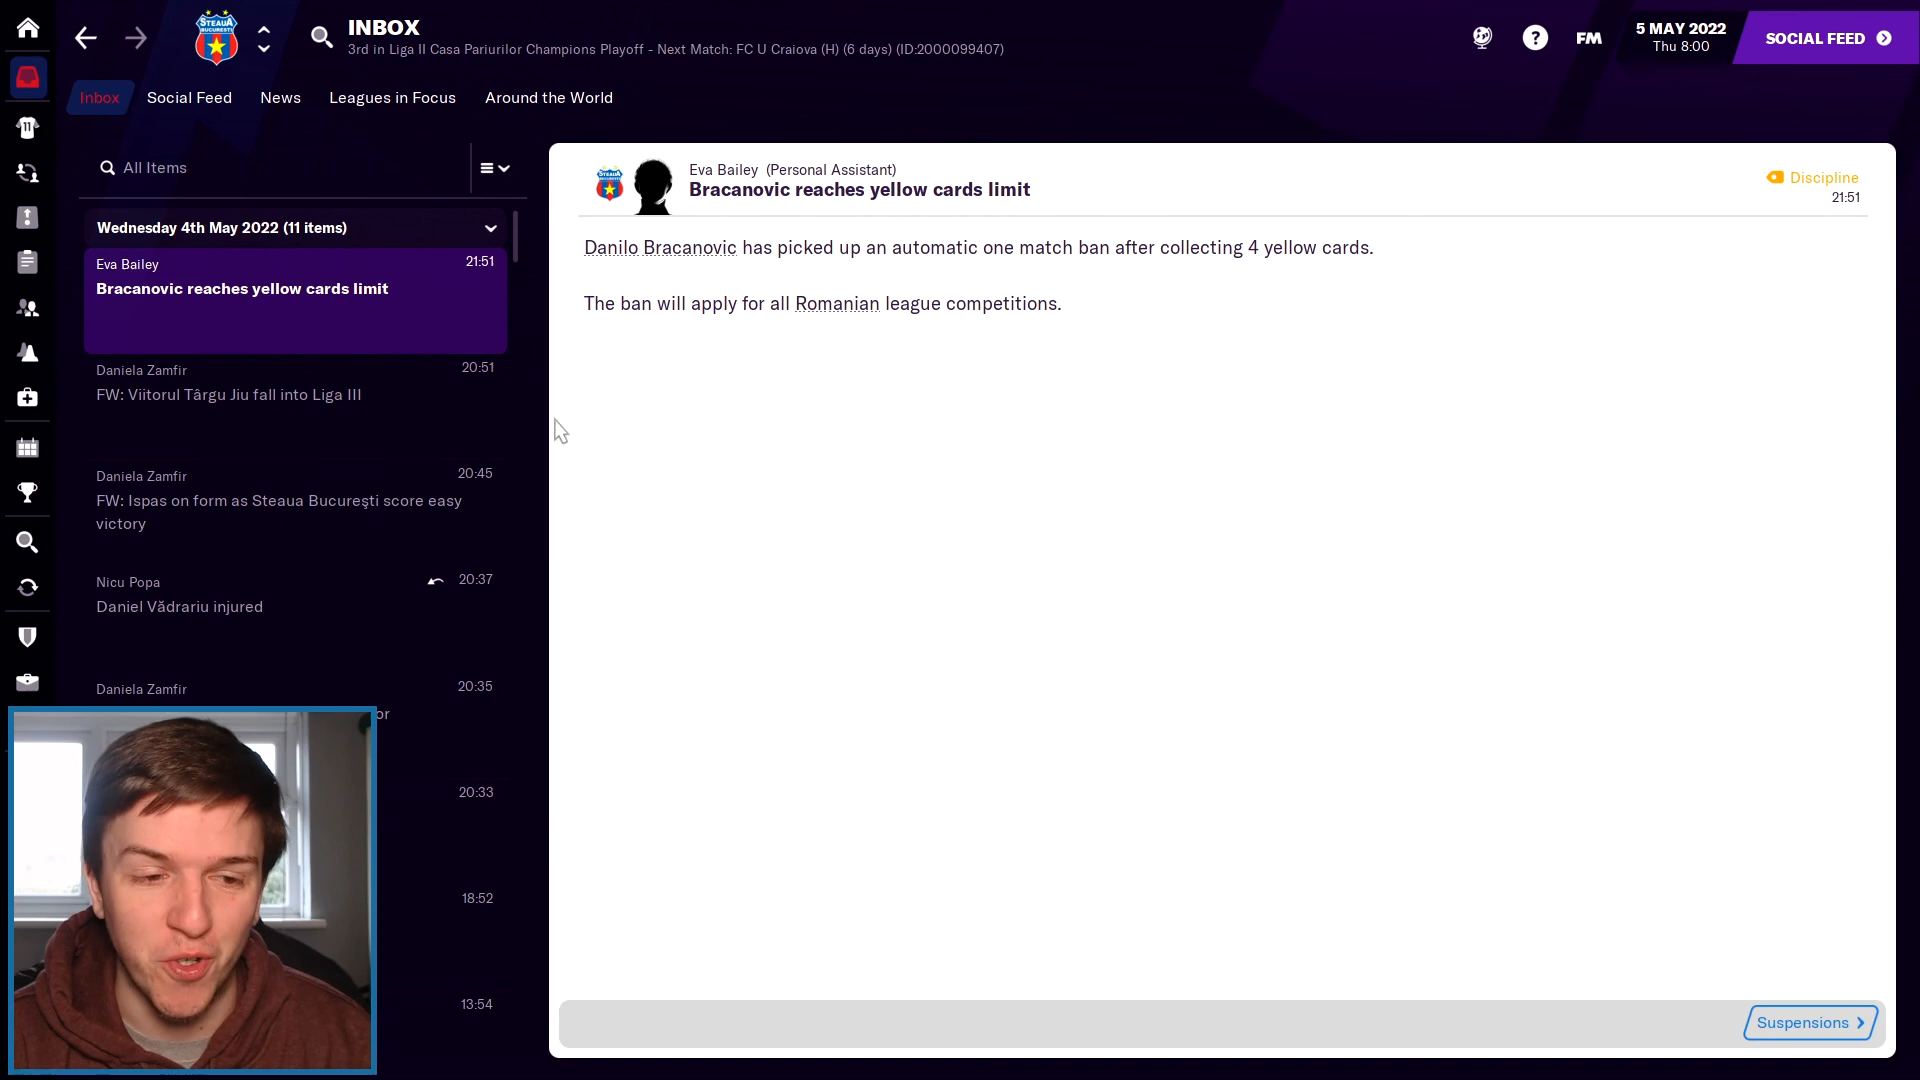 INBOX
3rd in Liga II Casa Pariurilor Champions Playoff - Next Match: FC U Craiova (H) (6 days) (ID:2000099407)
FM
5 MAY 2022
Thu 8:00
SOCIAL FEED
Inbox
Social Feed
News
Leagues in Focus
Around the World
All Items
Wednesday 4th May 2022 (11 items)
Eva Bailey
21:51
Bracanovic reaches yellow cards limit
Daniela Zamfir
20:51
FW: Viitorul Târgu Jiu fall into Liga III
Daniela Zamfir
20:45
FW: Ispas on form as Steaua Bucureşti score easy
victory
Nicu Popa
20:37
Daniel Vădrariu injured
Daniela Zamfir
20:35
or
20:33
18:52
13:54
Eva Bailey (Personal Assistant)
Bracanovic reaches yellow cards limit
Discipline
21:51
Danilo Bracanovic has picked up an automatic one match ban after collecting 4 yellow cards.
The ban will apply for all Romanian league competitions.
Suspensions
STEAUA
BUCUREŞTI
11